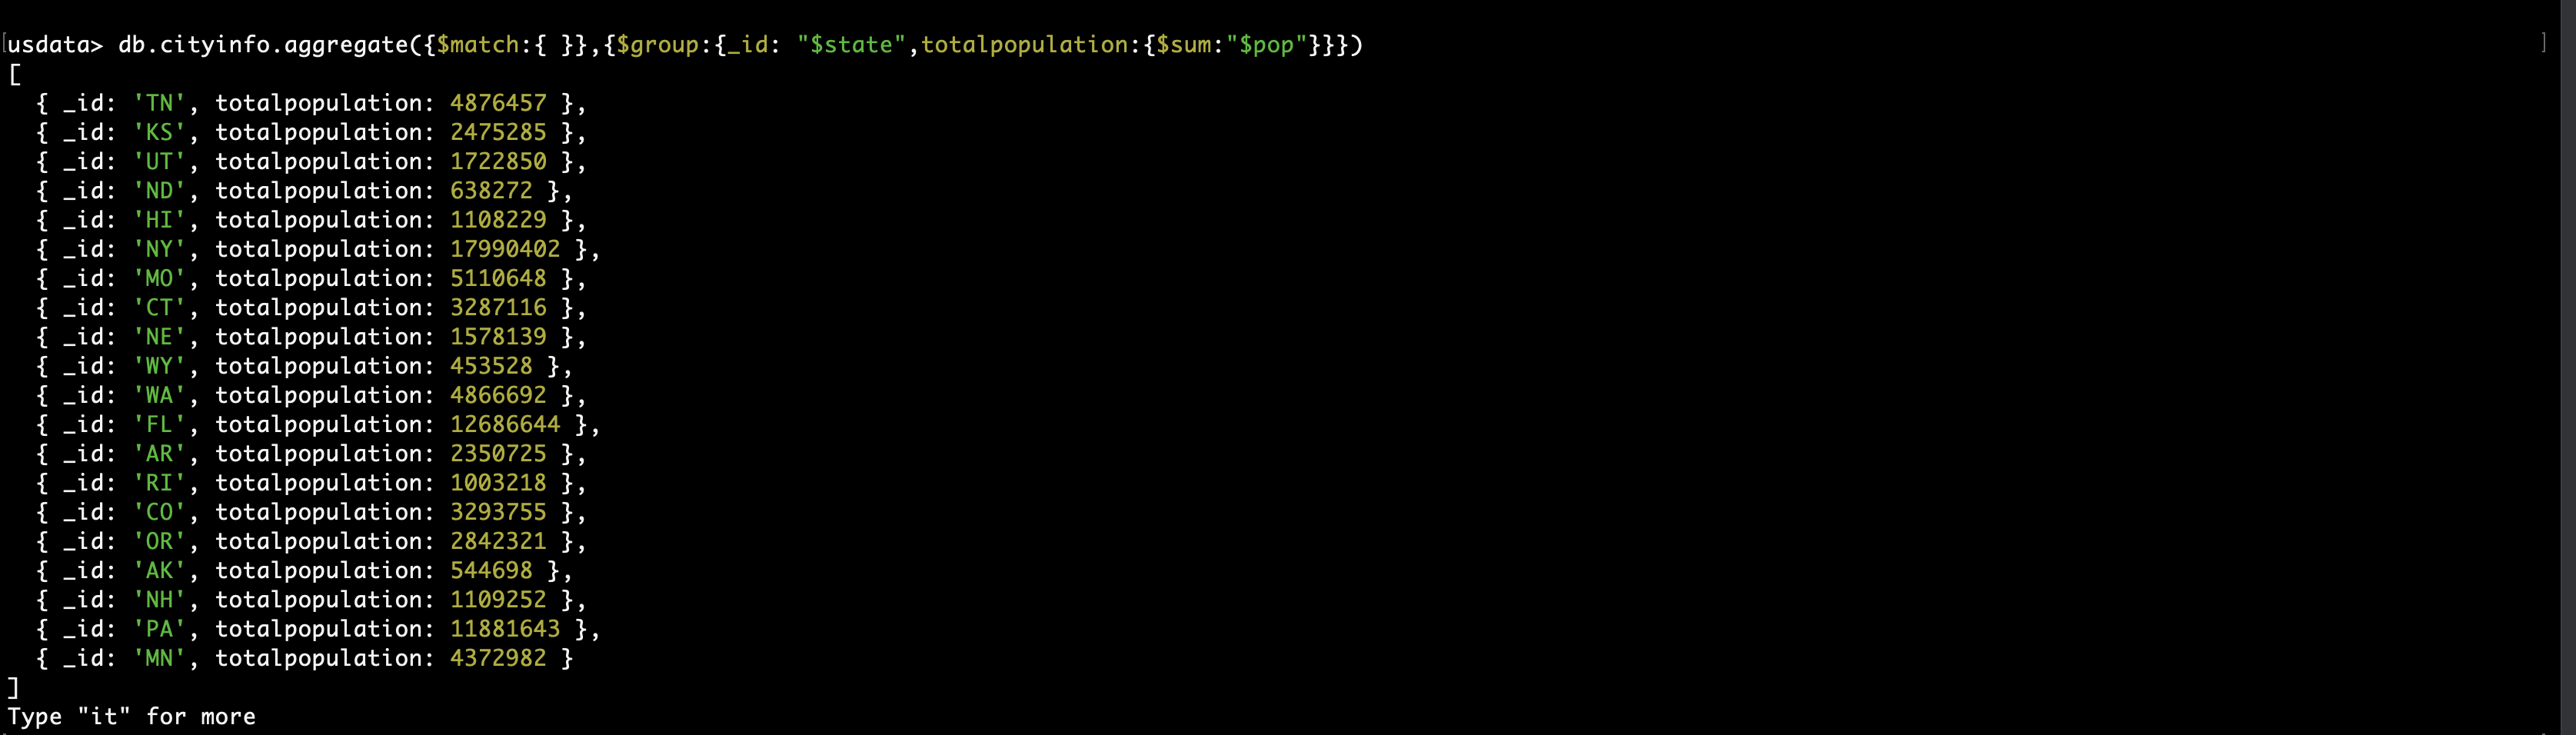 usdata> db.cityinfo.aggregate({$match:{ }},{$group:{_id: "$state",totalpopulation:{$sum:"$pop"}}})
[
  { _id: 'TN', totalpopulation: 4876457 },
  { _id: 'KS', totalpopulation: 2475285 },
  { _id: 'UT', totalpopulation: 1722850 },
  { _id: 'ND', totalpopulation: 638272 },
  { _id: 'HI', totalpopulation: 1108229 },
  { _id: 'NY', totalpopulation: 17990402 },
  { _id: 'MO', totalpopulation: 5110648 },
  { _id: 'CT', totalpopulation: 3287116 },
  { _id: 'NE', totalpopulation: 1578139 },
  { _id: 'WY', totalpopulation: 453528 },
  { _id: 'WA', totalpopulation: 4866692 },
  { _id: 'FL', totalpopulation: 12686644 },
  { _id: 'AR', totalpopulation: 2350725 },
  { _id: 'RI', totalpopulation: 1003218 },
  { _id: 'CO', totalpopulation: 3293755 },
  { _id: 'OR', totalpopulation: 2842321 },
  { _id: 'AK', totalpopulation: 544698 },
  { _id: 'NH', totalpopulation: 1109252 },
  { _id: 'PA', totalpopulation: 11881643 },
  { _id: 'MN', totalpopulation: 4372982 }
]
Type "it" for more